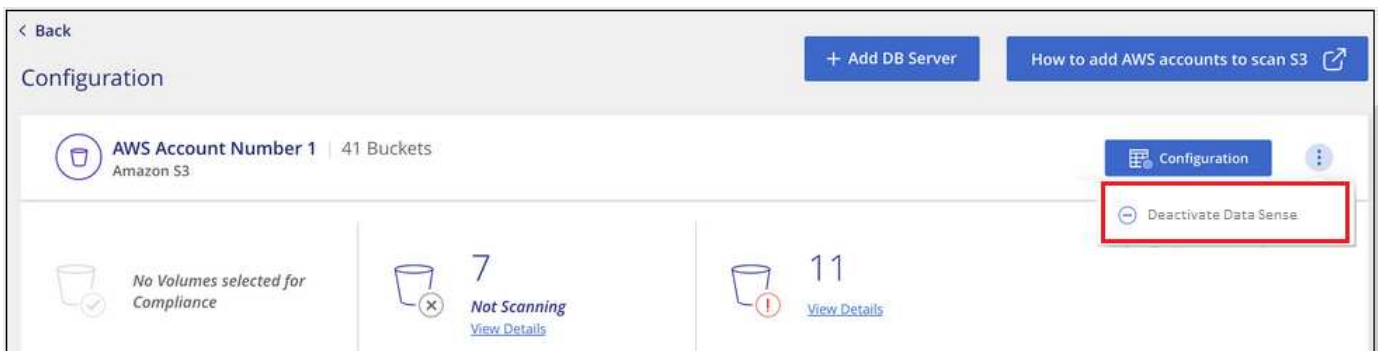 < Back
+ Add DB Server
How to add AWS accounts to scan S3
Configuration
AWS Account Number 1 | 41 Buckets
Amazon S3
Configuration
Deactivate Data Sense
No Volumes selected for
Compliance
7
Not Scanning
View Details
11
View Details